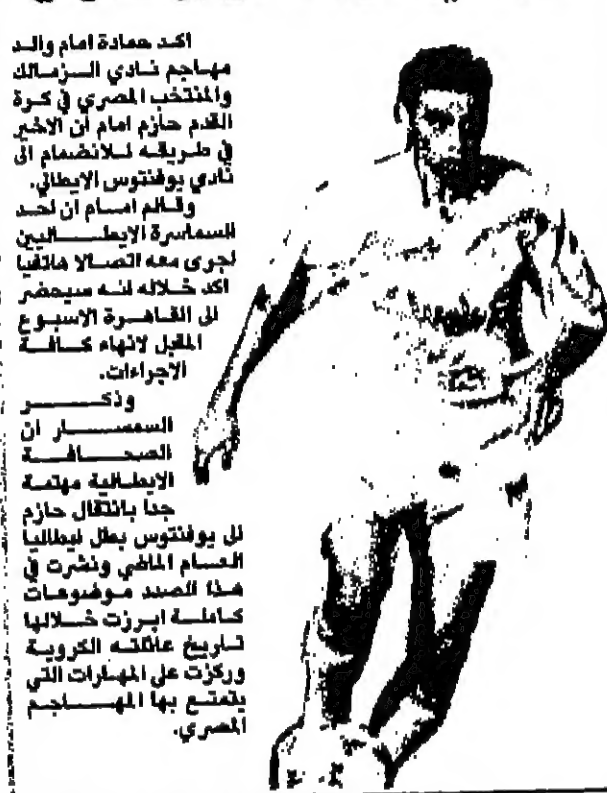 اكد حمادة امام والد
مهاجم نادي الزمالك
والمنتخب المصري في كرة
القدم حازم امام أن الاخير
في طريقه للانضمام الى
نادي يوفنتوس الايطالي.
وقالم امام ان احد
السماسرة الايطاليين
اجرى معه اتصالا هاتفيا
اكد خلاله انه سيحضر
الى القاهرة الاسبوع
المقبل لانهاء كافة
الاجراءات.
وذكر
السمسار ان
الصحافة
الايطالية مهتمة
جدا بانتقال حازم
الى يوفنتوس بطل ايطاليا
العام الماضي ونشرت في
هذا الصدد موضوعات
كاملة ابرزت خلالها
تاريخ عائلته الكروية
وركزت على المهارات التي
يتمتع بها المهاجم
المصري.